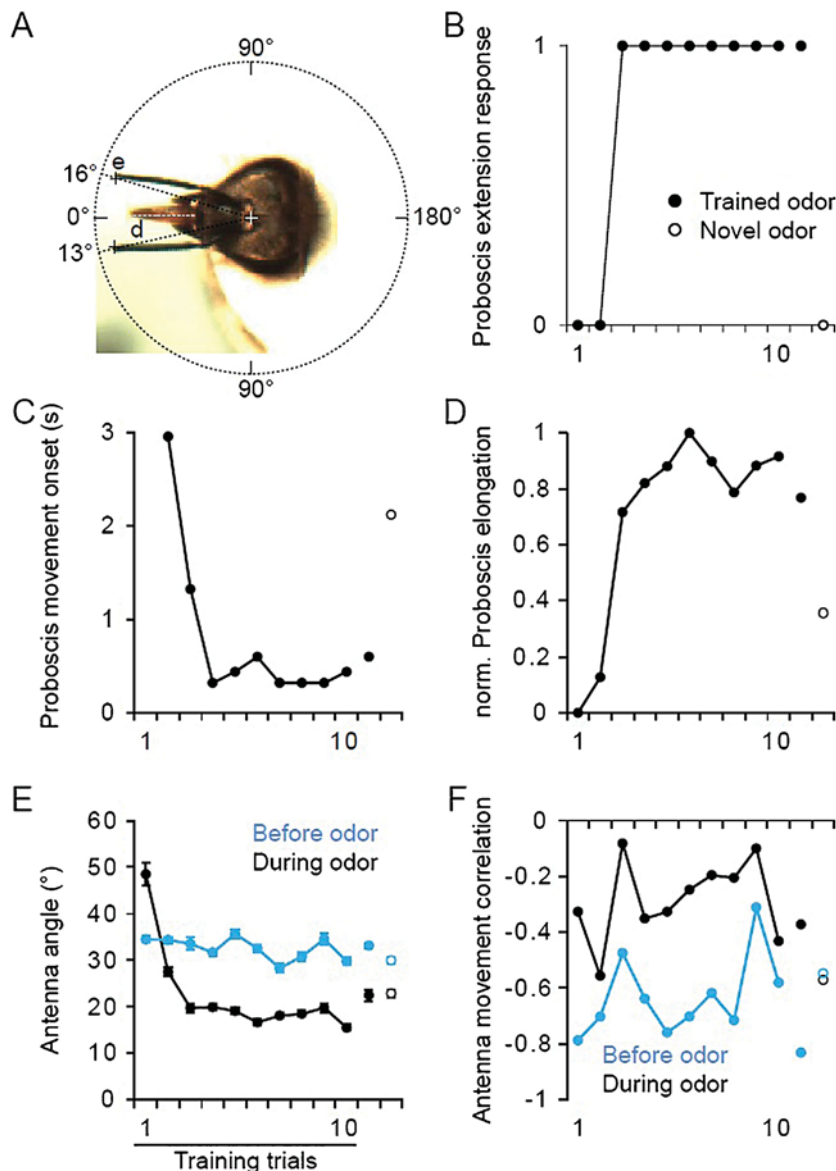 A
90°
e
16°
0°
d
13°
180°
90°
B
Proboscis extension response
1
0
Trained odor
Novel odor
1
10
C
Proboscis movement onset (s)
3
2
1
0
1
10
D
norm. Proboscis elongation
1
0.8
0.6
0.4
0.2
0
1
10
E
Antenna angle (°)
60
50
40
30
20
10
0
Before odor
During odor
1
10
Training trials
F
Antenna movement correlation
0
-0.2
-0.4
-0.6
-0.8
-1
Before odor
During odor
1
10